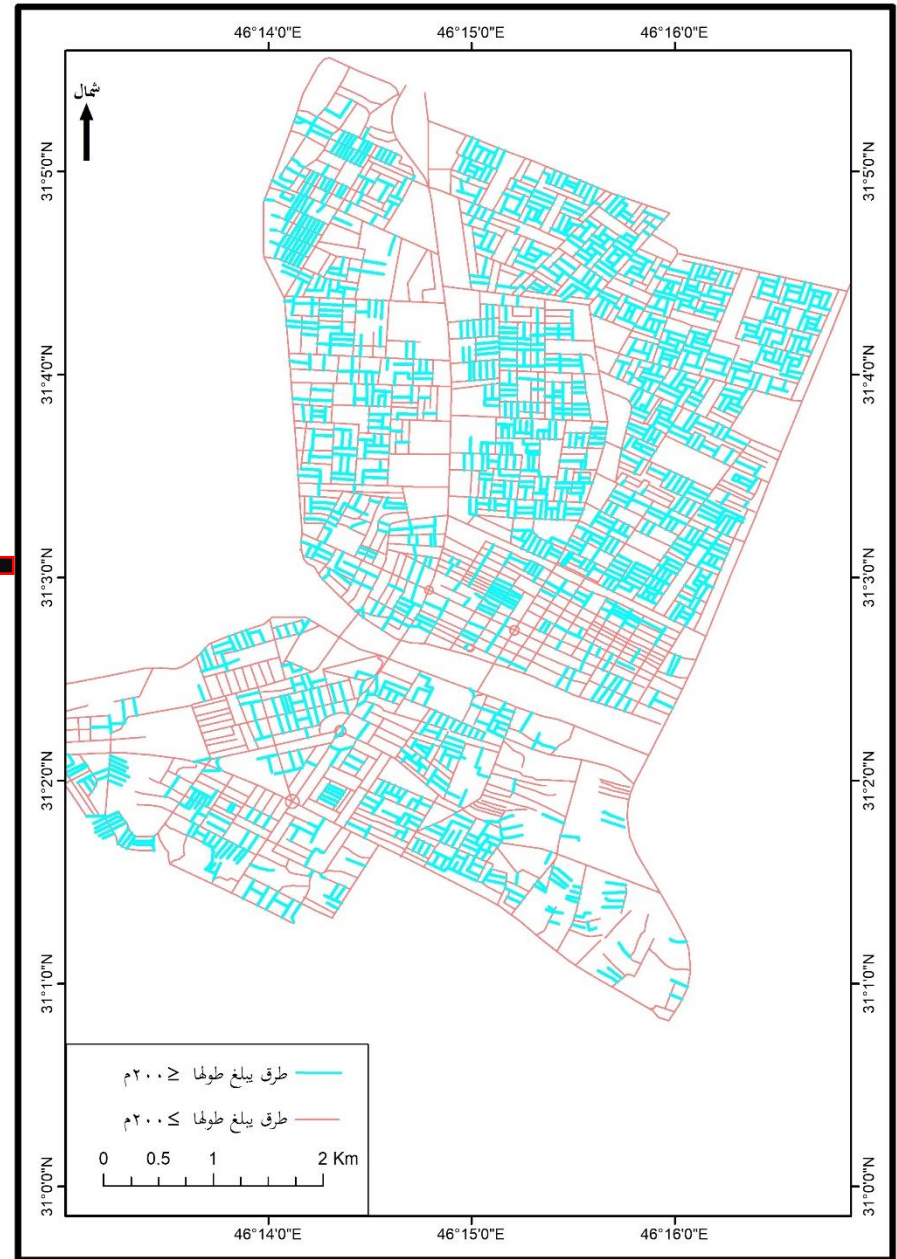 46°14'0"E 46°15'0"E 46°16'0"E
شمال
31°5'0"N 31°5'0"N
31°4'0"N 31°4'0"N
31°3'0"N 31°3'0"N
31°2'0"N 31°2'0"N
31°1'0"N 31°1'0"N
طرق يبلغ طولها ≤ ٢٠٠م
طرق يبلغ طولها ≥ ٢٠٠م
0 0.5 1 2 Km
31°0'0"N 31°0'0"N
46°14'0"E 46°15'0"E 46°16'0"E